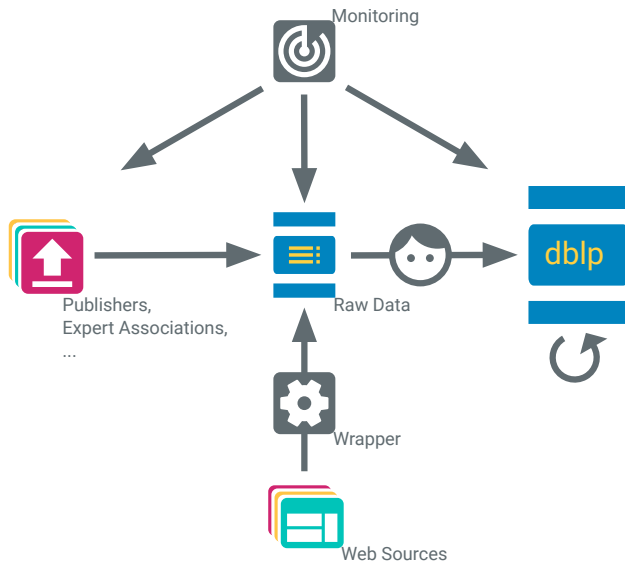 Monitoring
dblp
Publishers,
Expert Associations,
...
Raw Data
Wrapper
Web Sources